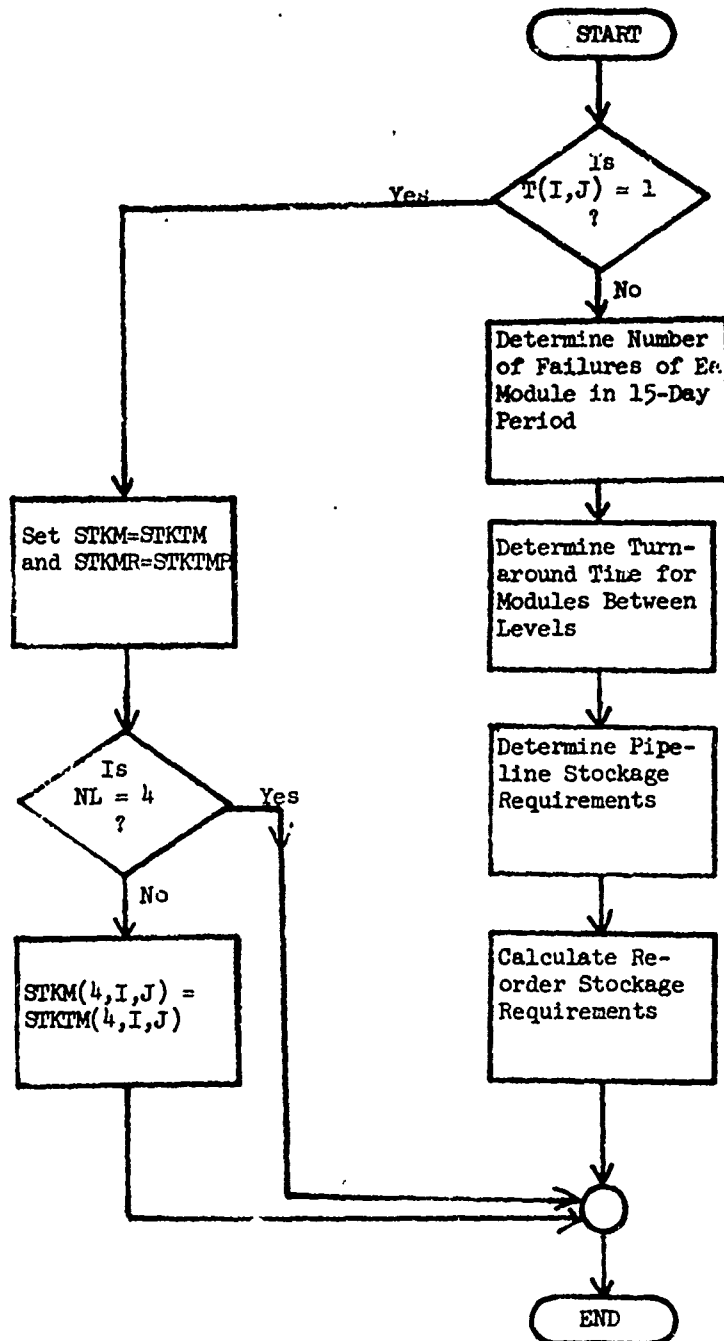 START
Is
T(I,J) = 1
?
Yes
No
Determine Number
of Failures of
Module in 15-Day
Period
Set STKM=STKTM
and STKMR=STKTMR
Determine Turn-
around Time for
Modules Between
Levels
Is
NL = 4
?
Yes
No
Determine Pipe-
line Stockage
Requirements
STKM(4,I,J) =
STKTM(4,I,J)
Calculate Re-
order Stockage
Requirements
END